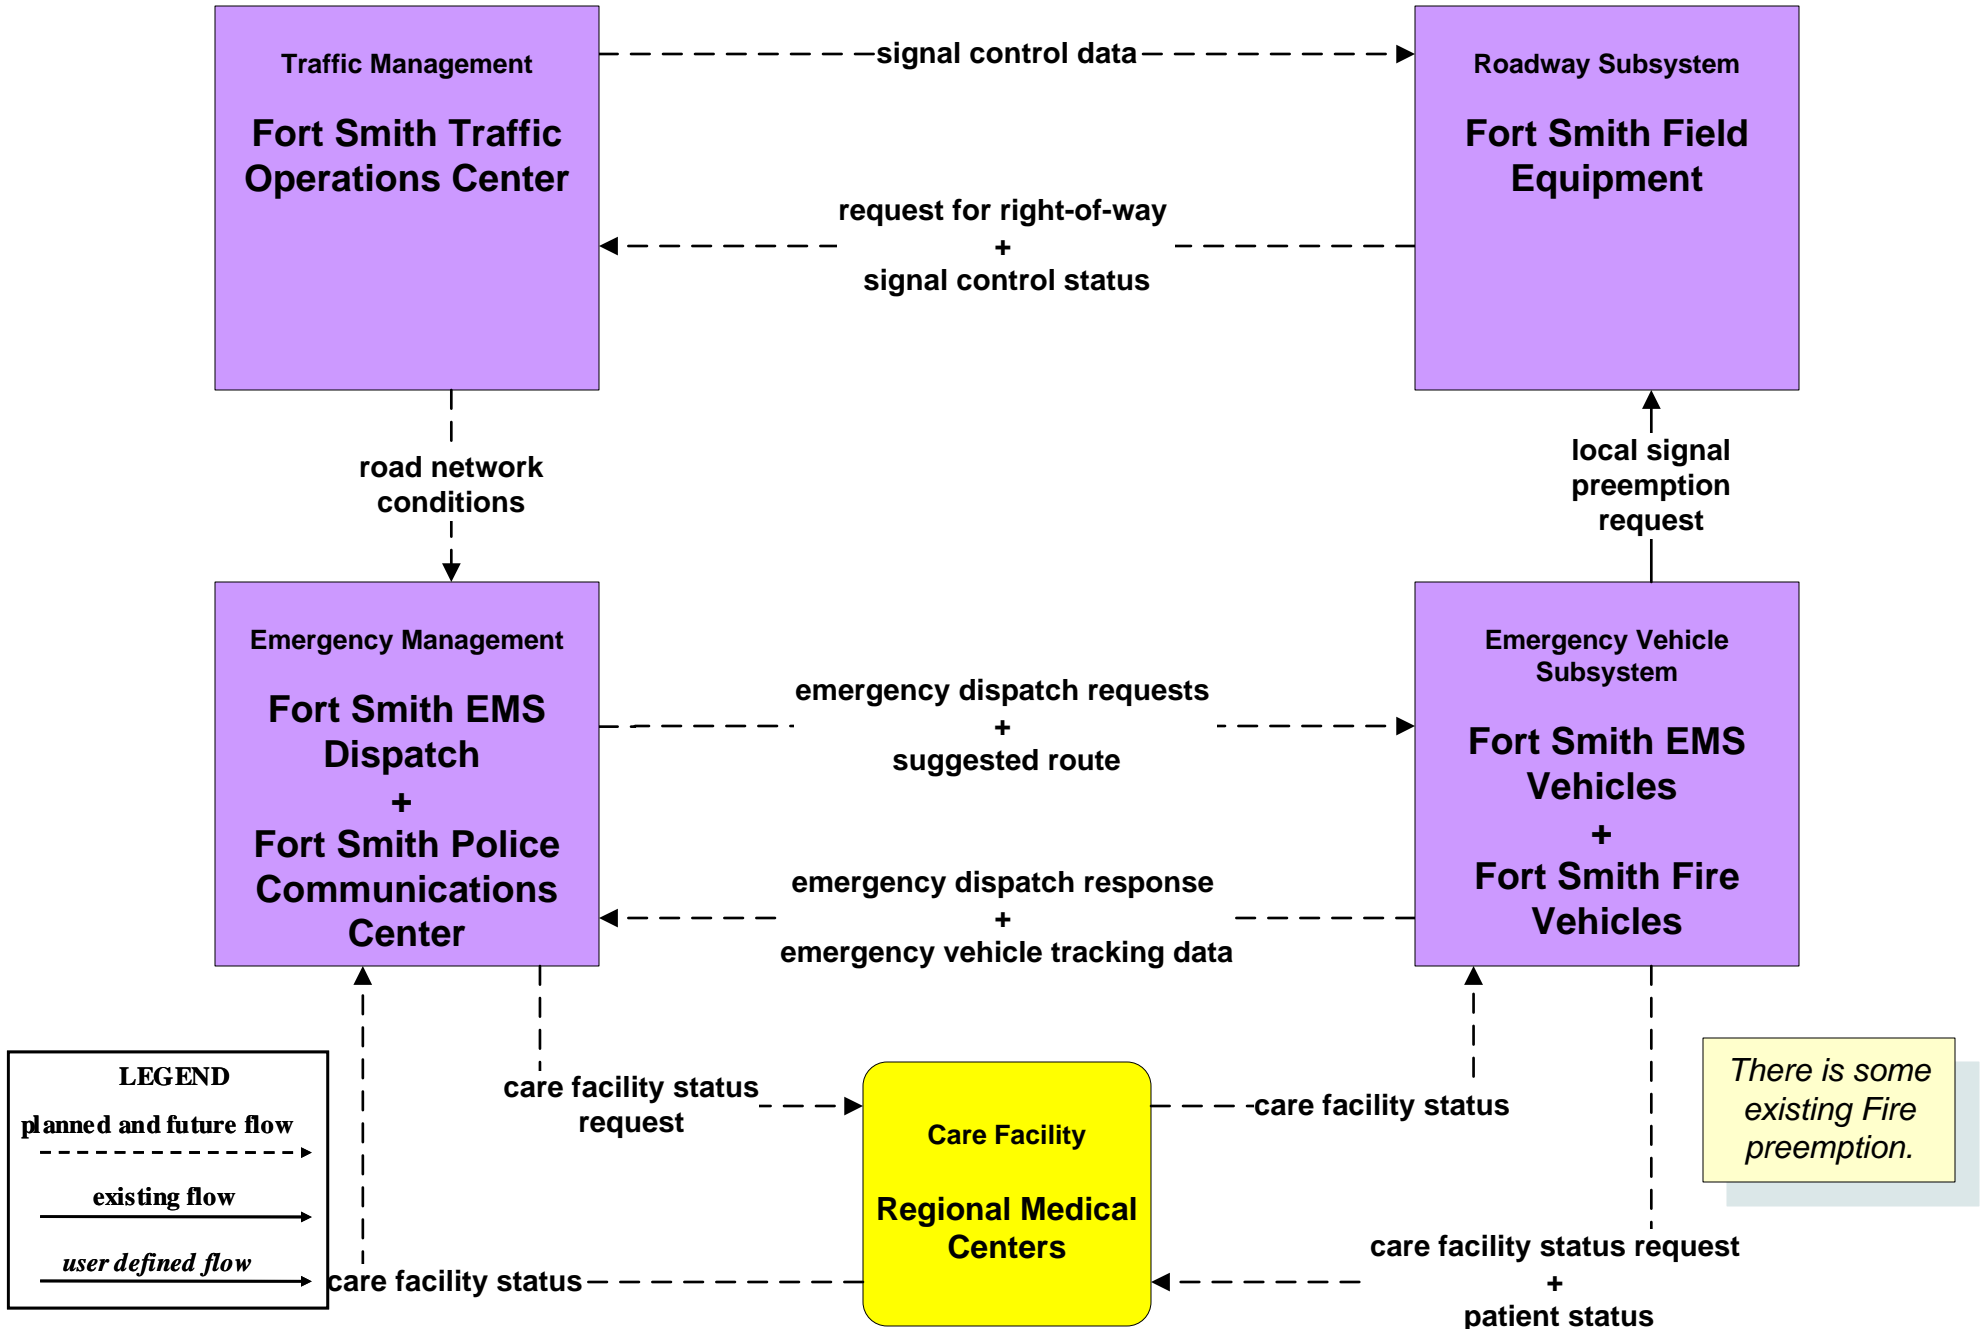 Traffic Management
Fort Smith Traffic
Operations Center
signal control data
Roadway Subsystem
Fort Smith Field
Equipment
request for right-of-way
+
signal control status
road network
conditions
local signal
preemption
request
Emergency Management
Fort Smith EMS
Dispatch
+
Fort Smith Police
Communications
Center
emergency dispatch requests
+
suggested route
emergency dispatch response
+
emergency vehicle tracking data
Emergency Vehicle
Subsystem
Fort Smith EMS
Vehicles
+
Fort Smith Fire
Vehicles
LEGEND
planned and future flow
existing flow
user defined flow
care facility status
request
care facility status
Care Facility
Regional Medical
Centers
care facility status
There is some
existing Fire
preemption.
care facility status request
+
patient status